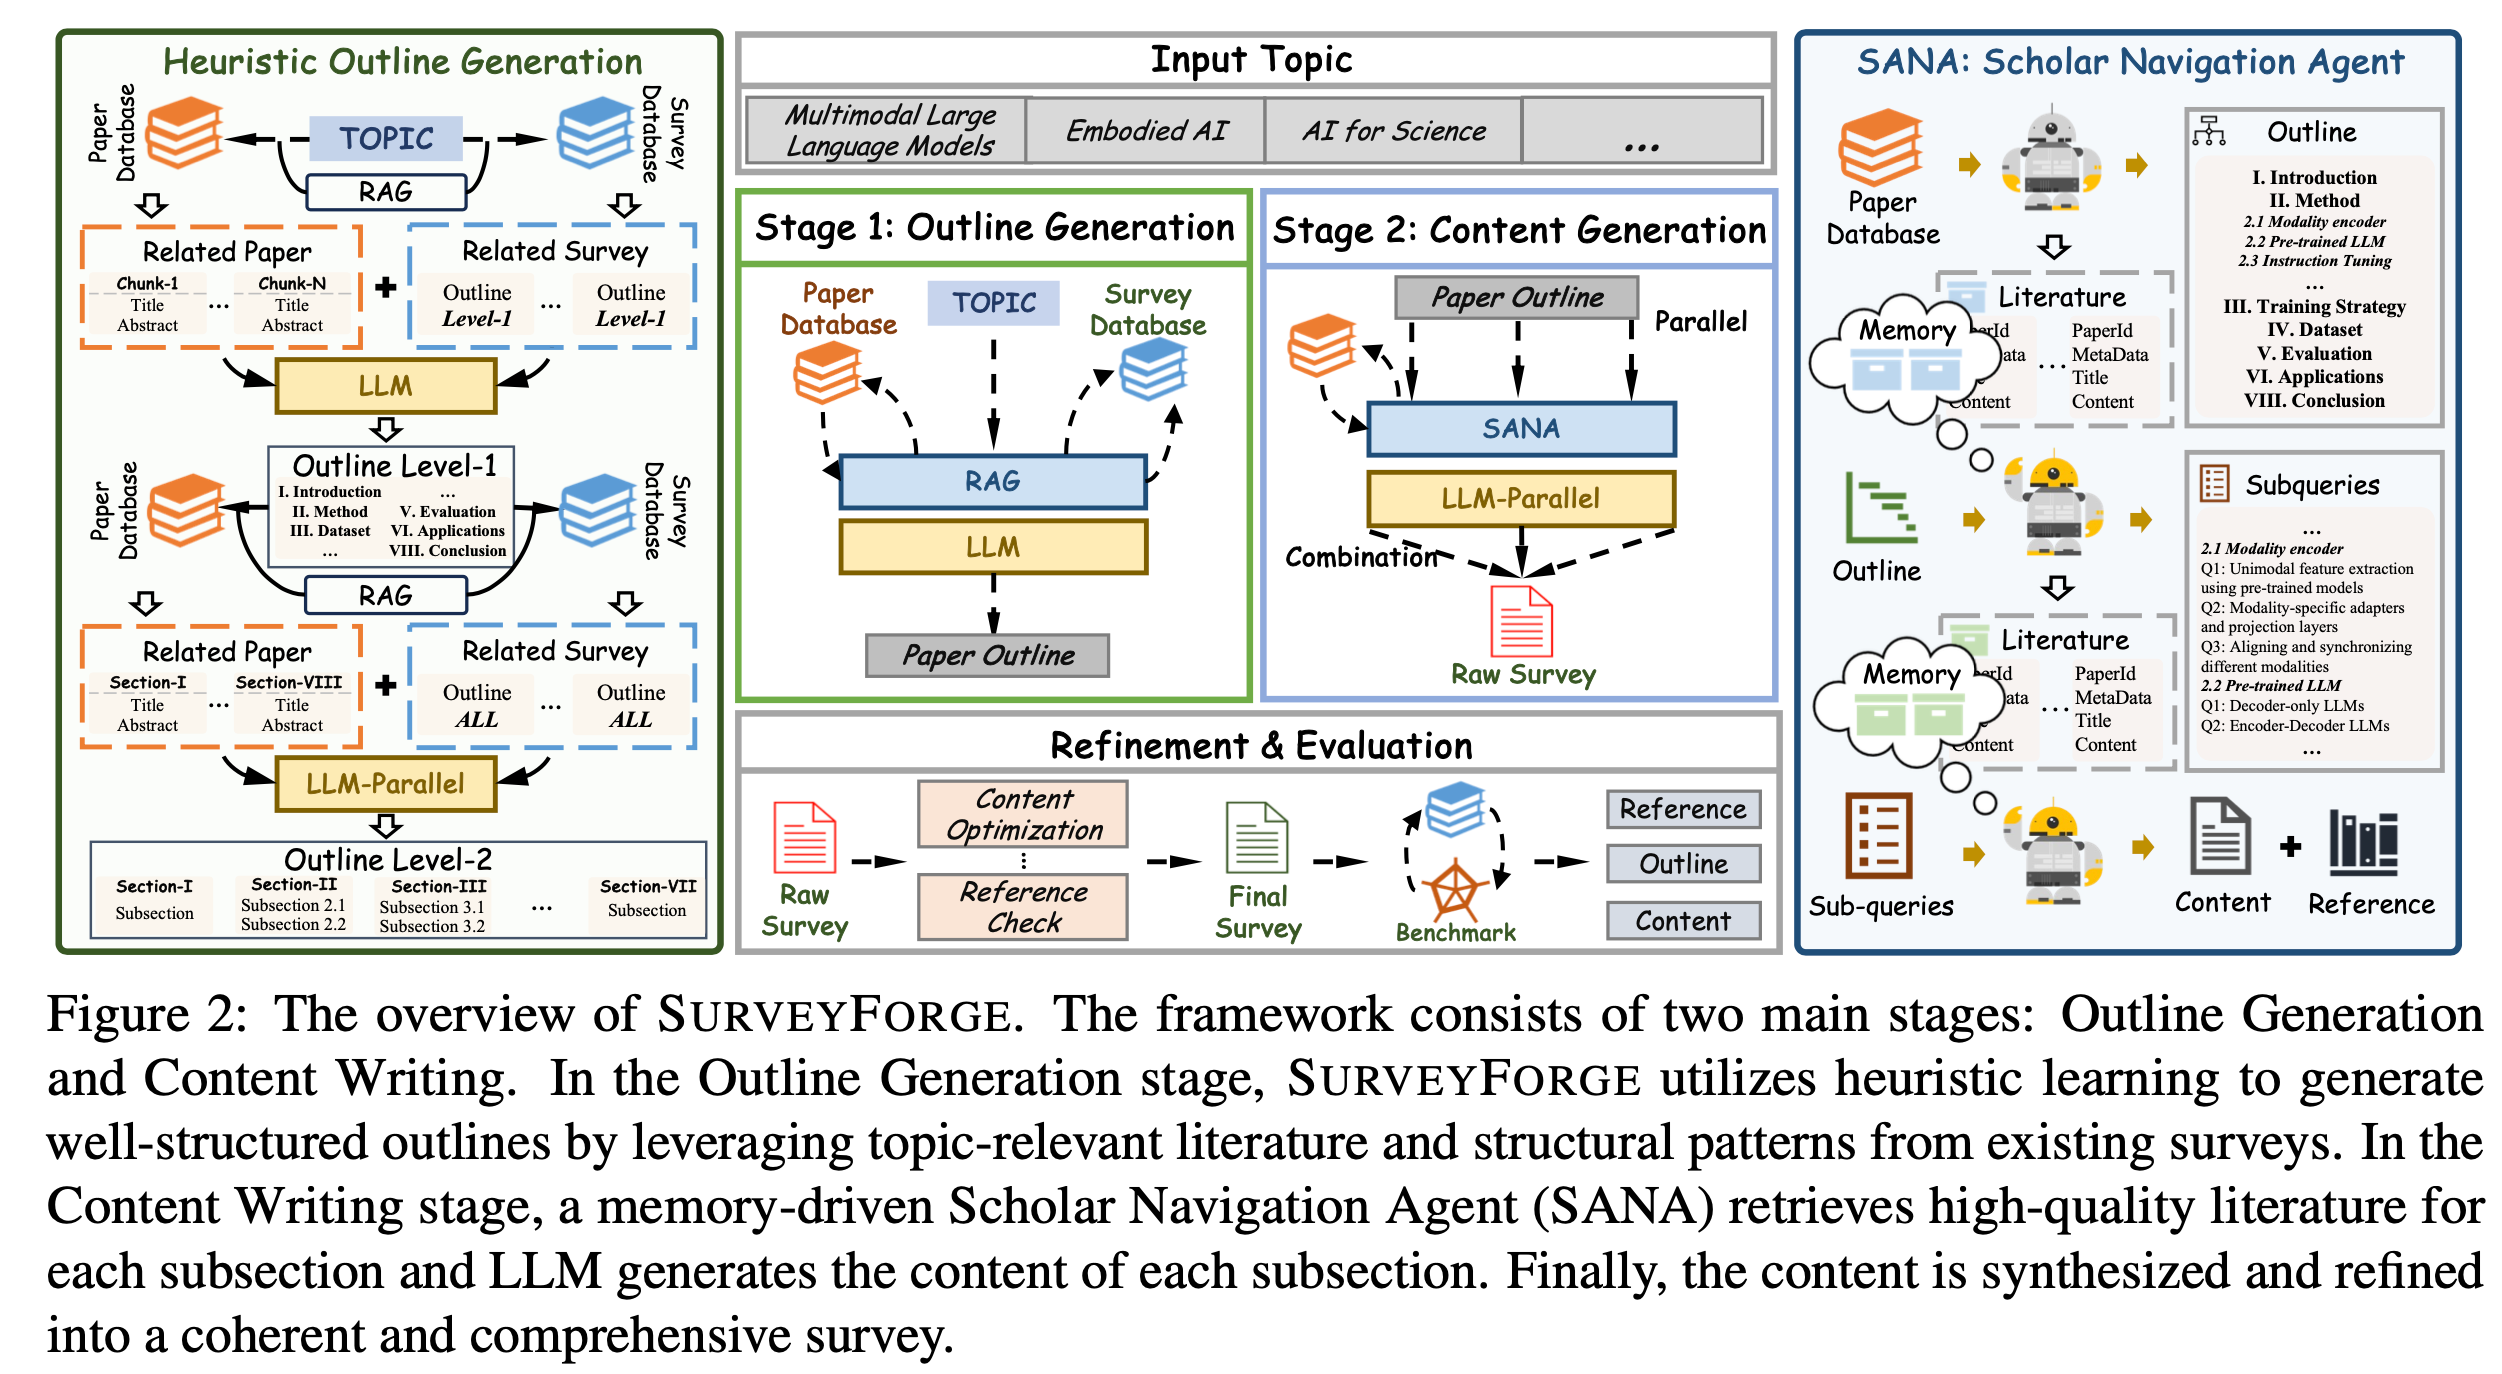 Heuristic Outline Generation
Paper
Database
TOPIC
Survey
Database
RAG
Related Paper
Chunk-1
Title
Abstract
...
Chunk-N
Title
Abstract
+
Related Survey
Outline
Level-1
...
Outline
Level-1
LLM
Paper
Database
Outline Level-1
I. Introduction
II. Method
III. Dataset
...
...
V. Evaluation
VI. Applications
VIII. Conclusion
Survey
Database
RAG
Related Paper
Section-I
Title
Abstract
...
Section-VIII
Title
Abstract
+
Related Survey
Outline
ALL
...
Outline
ALL
LLM-Parallel
Outline Level-2
Section-I
Subsection
Section-II
Subsection 2.1
Subsection 2.2
Section-III
Subsection 3.1
Subsection 3.2
...
Section-VII
Subsection
Input Topic
Multimodal Large
Language Models
Embodied AI
AI for Science
...
Stage 1: Outline Generation
Paper
Database
TOPIC
Survey
Database
RAG
LLM
Paper Outline
Stage 2: Content Generation
Paper Outline
Parallel
SANA
LLM-Parallel
Combination
Raw Survey
Refinement & Evaluation
Raw
Survey
Content
Optimization
⋮
Reference
Check
Final
Survey
Benchmark
Reference
Outline
Content
SANA: Scholar Navigation Agent
Paper
Database
Outline
I. Introduction
II. Method
2.1 Modality encoder
2.2 Pre-trained LLM
2.3 Instruction Tuning
...
III. Training Strategy
IV. Dataset
V. Evaluation
VI. Applications
VIII. Conclusion
Literature
Memory
...
PaperId
MetaData
Title
Content
Outline
Subqueries
...
2.1 Modality encoder
Q1: Unimodal feature extraction
using pre-trained models
Q2: Modality-specific adapters
and projection layers
Q3: Aligning and synchronizing
different modalities
2.2 Pre-trained LLM
Q1: Decoder-only LLMs
Q2: Encoder-Decoder LLMs
...
Literature
Memory
...
PaperId
MetaData
Title
Content
Sub-queries
Content
+
Reference
Figure 2: The overview of SURVEYFORGE. The framework consists of two main stages: Outline Generation
and Content Writing. In the Outline Generation stage, SURVEYFORGE utilizes heuristic learning to generate
well-structured outlines by leveraging topic-relevant literature and structural patterns from existing surveys. In the
Content Writing stage, a memory-driven Scholar Navigation Agent (SANA) retrieves high-quality literature for
each subsection and LLM generates the content of each subsection. Finally, the content is synthesized and refined
into a coherent and comprehensive survey.